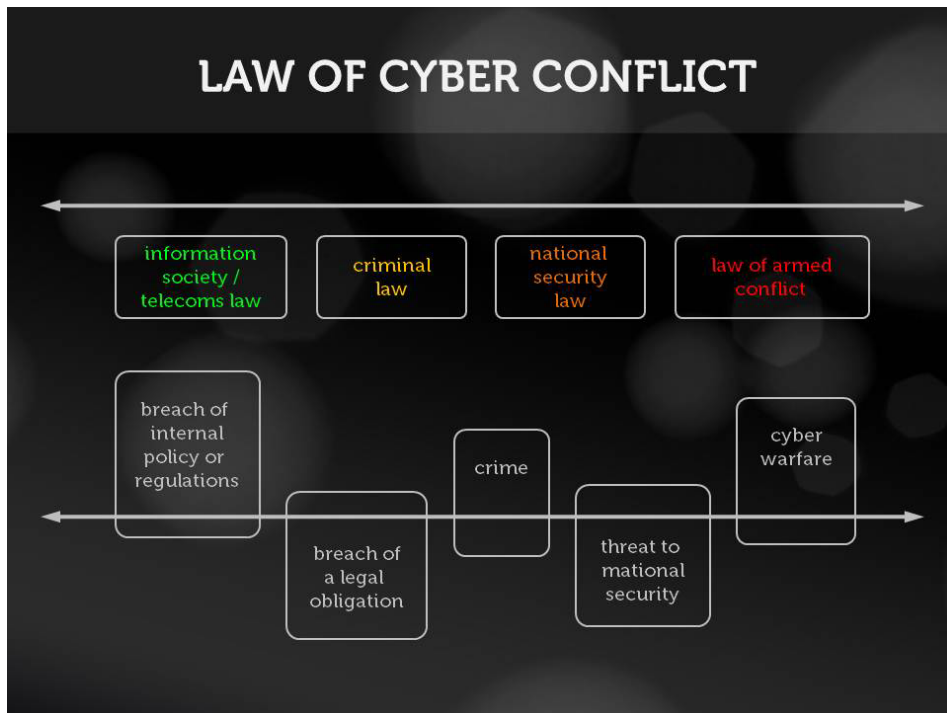 LAW OF CYBER CONFLICT
information
society /
telecoms law
criminal
law
national
security
law
law of armed
conflict
breach of
internal
policy or
regulations
breach of
a legal
obligation
crime
threat to
mational
security
cyber
warfare